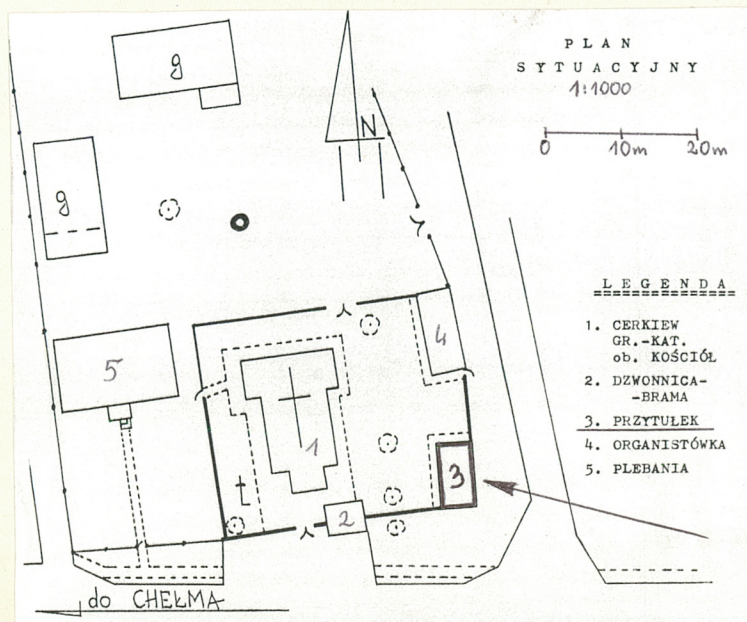 PLAN
SYTUACYJNY
1:1000
0 10m 20m
N
g
g
LEGENDA
1. CERKIEW
GR.-KAT.
ob. KOŚCIÓŁ
2. DZWONNICA-
-BRAMA
3. PRZYTUŁEK
4. ORGANISTÓWKA
5. PLEBANIA
5
4
1
3
2
do CHEŁMA